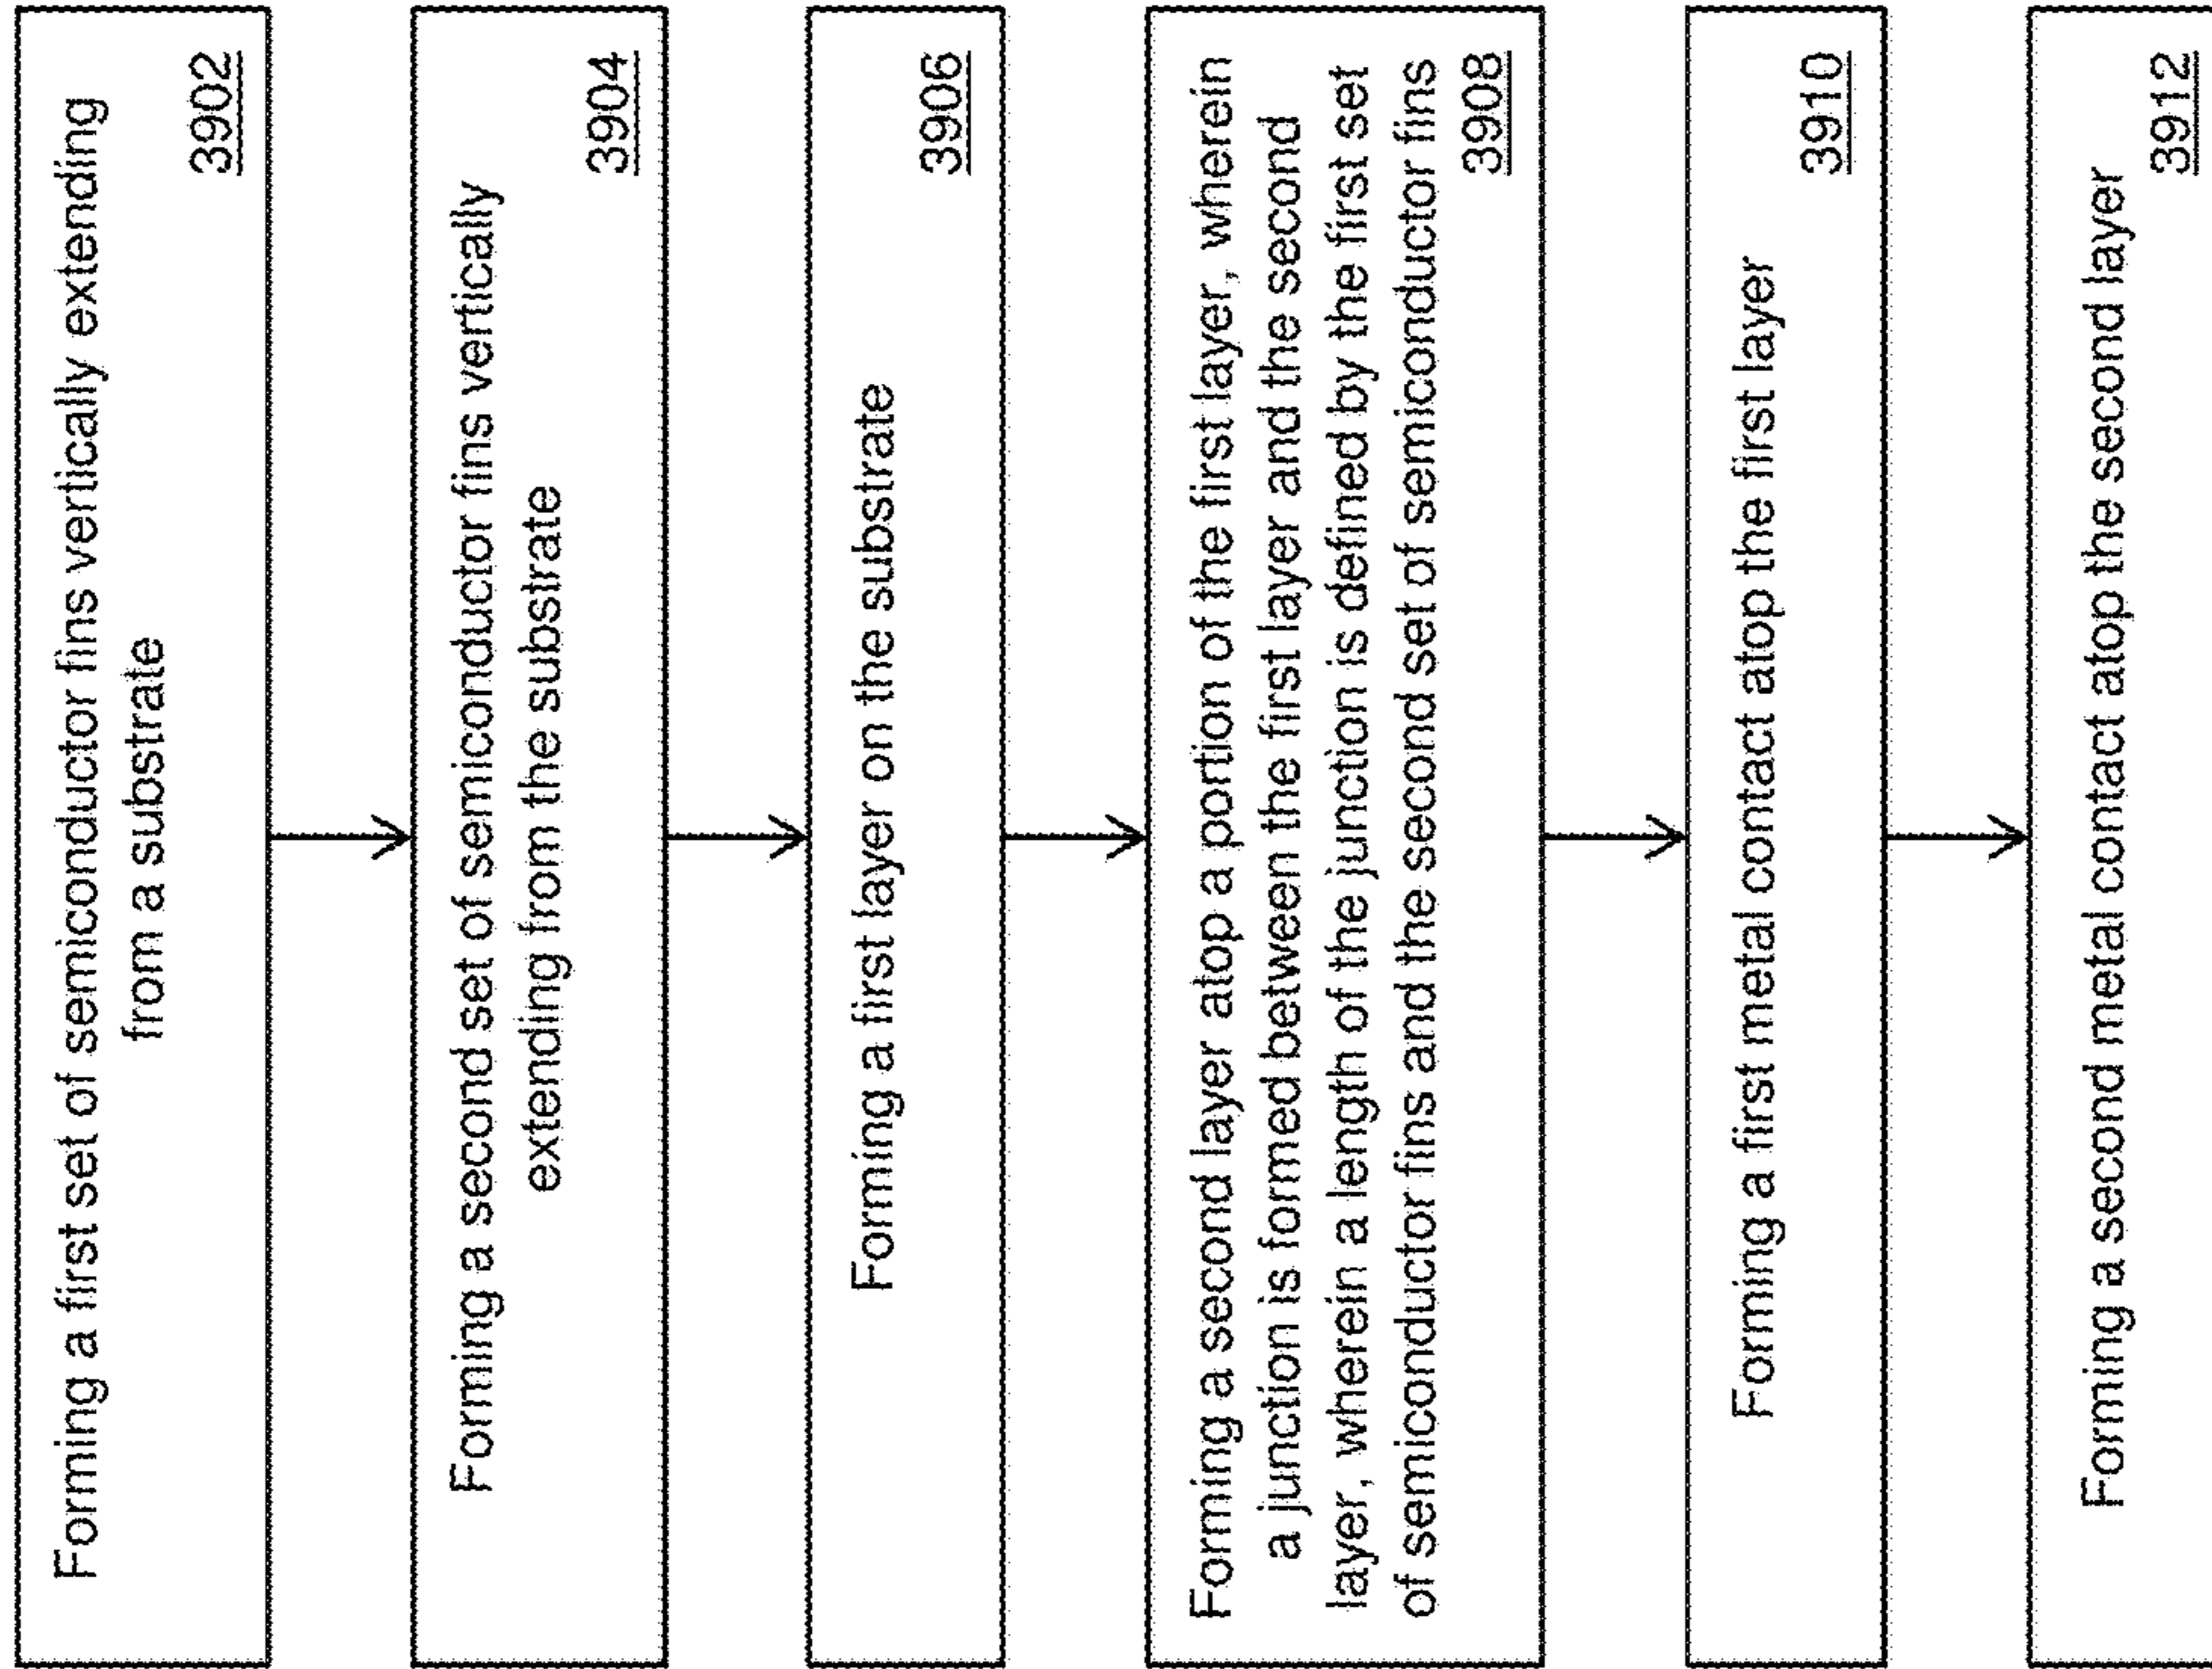 Forming a first set of semiconductor fins vertically extending
from a substrate
3902
Forming a second set of semiconductor fins vertically
extending from the substrate
3904
Forming a first layer on the substrate
3906
Forming a second layer atop a portion of the first layer, wherein
a junction is formed between the first layer and the second
layer, wherein a length of the junction is defined by the first set
of semiconductor fins and the second set of semiconductor fins
3908
Forming a first metal contact atop the first layer
3910
Forming a second metal contact atop the second layer
3912